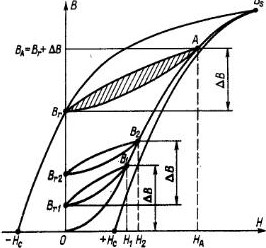 B
Bs
BA = Br + ΔB
A
ΔB
Br
B2
B1
ΔB
ΔB
Br2
Br1
-Hc
0
+Hc
H1
H2
HA
H